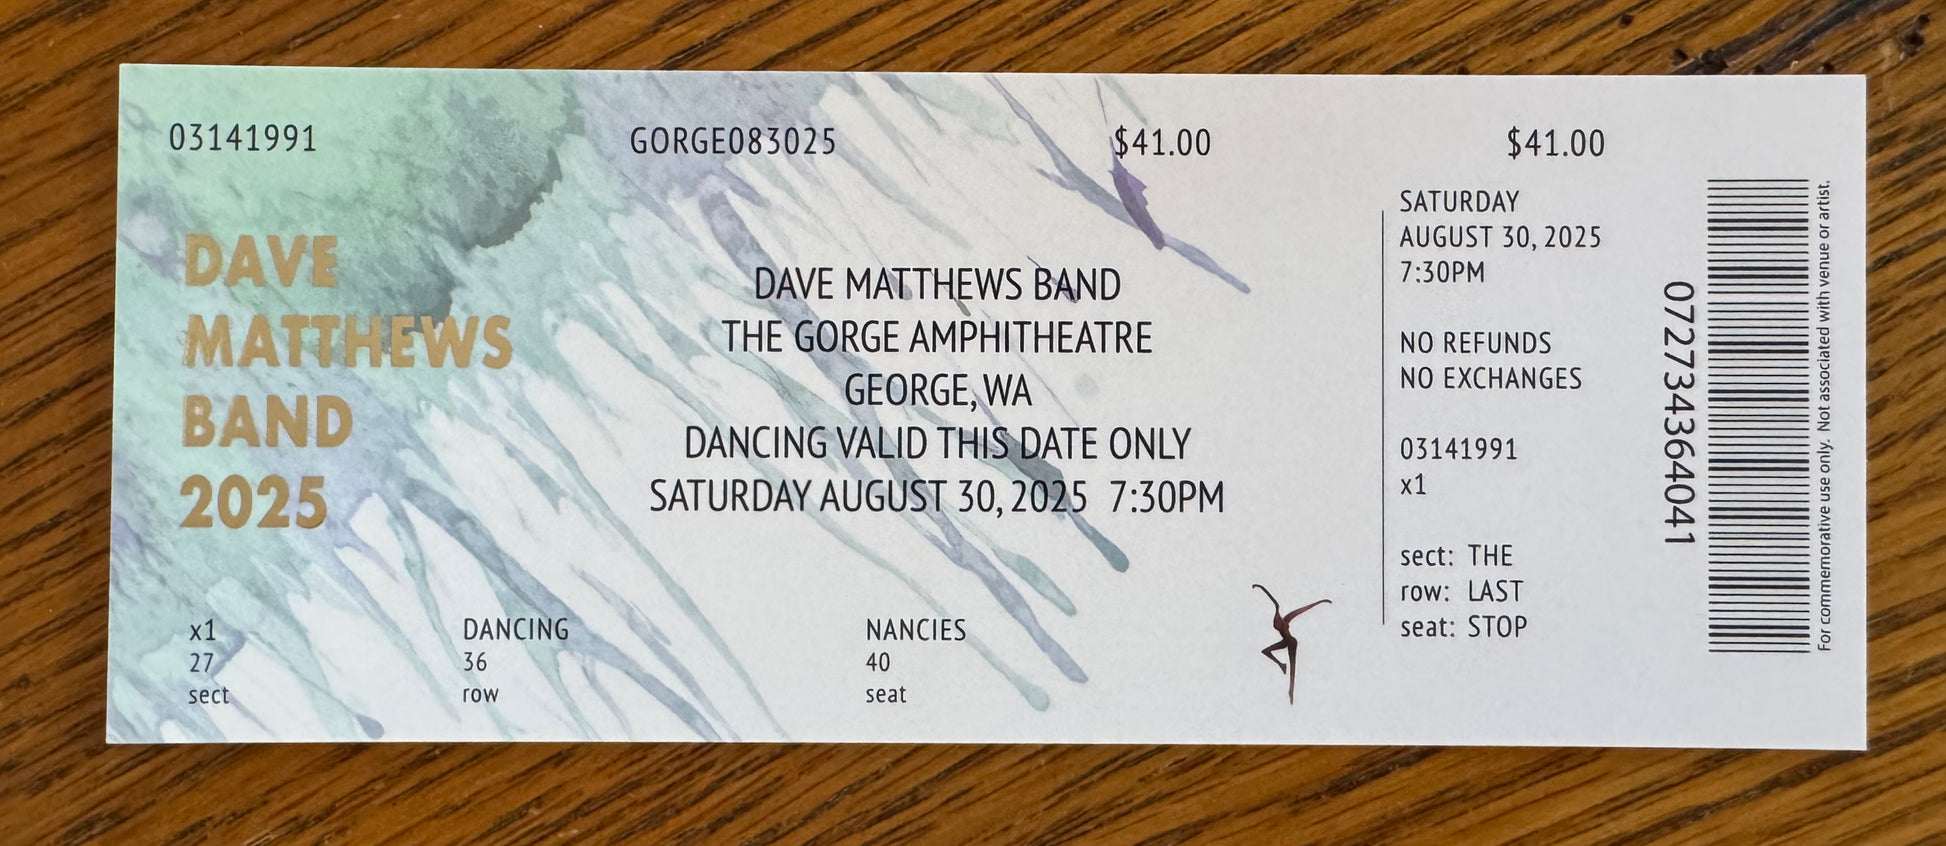 03141991
GORGE083025
$41.00
DAVE
MATTHEWS
BAND
2025
DAVE MATTHEWS BAND
THE GORGE AMPHITHEATRE
GEORGE, WA
DANCING VALID THIS DATE ONLY
SATURDAY AUGUST 30, 2025 7:30PM
x1
27
sect
DANCING
36
row
NANCIES
40
seat
$41.00
SATURDAY
AUGUST 30, 2025
7:30PM
NO REFUNDS
NO EXCHANGES
03141991
x1
sect: THE
row: LAST
seat: STOP
0727343364041
For commemorative use only. Not associated with venue or artist.